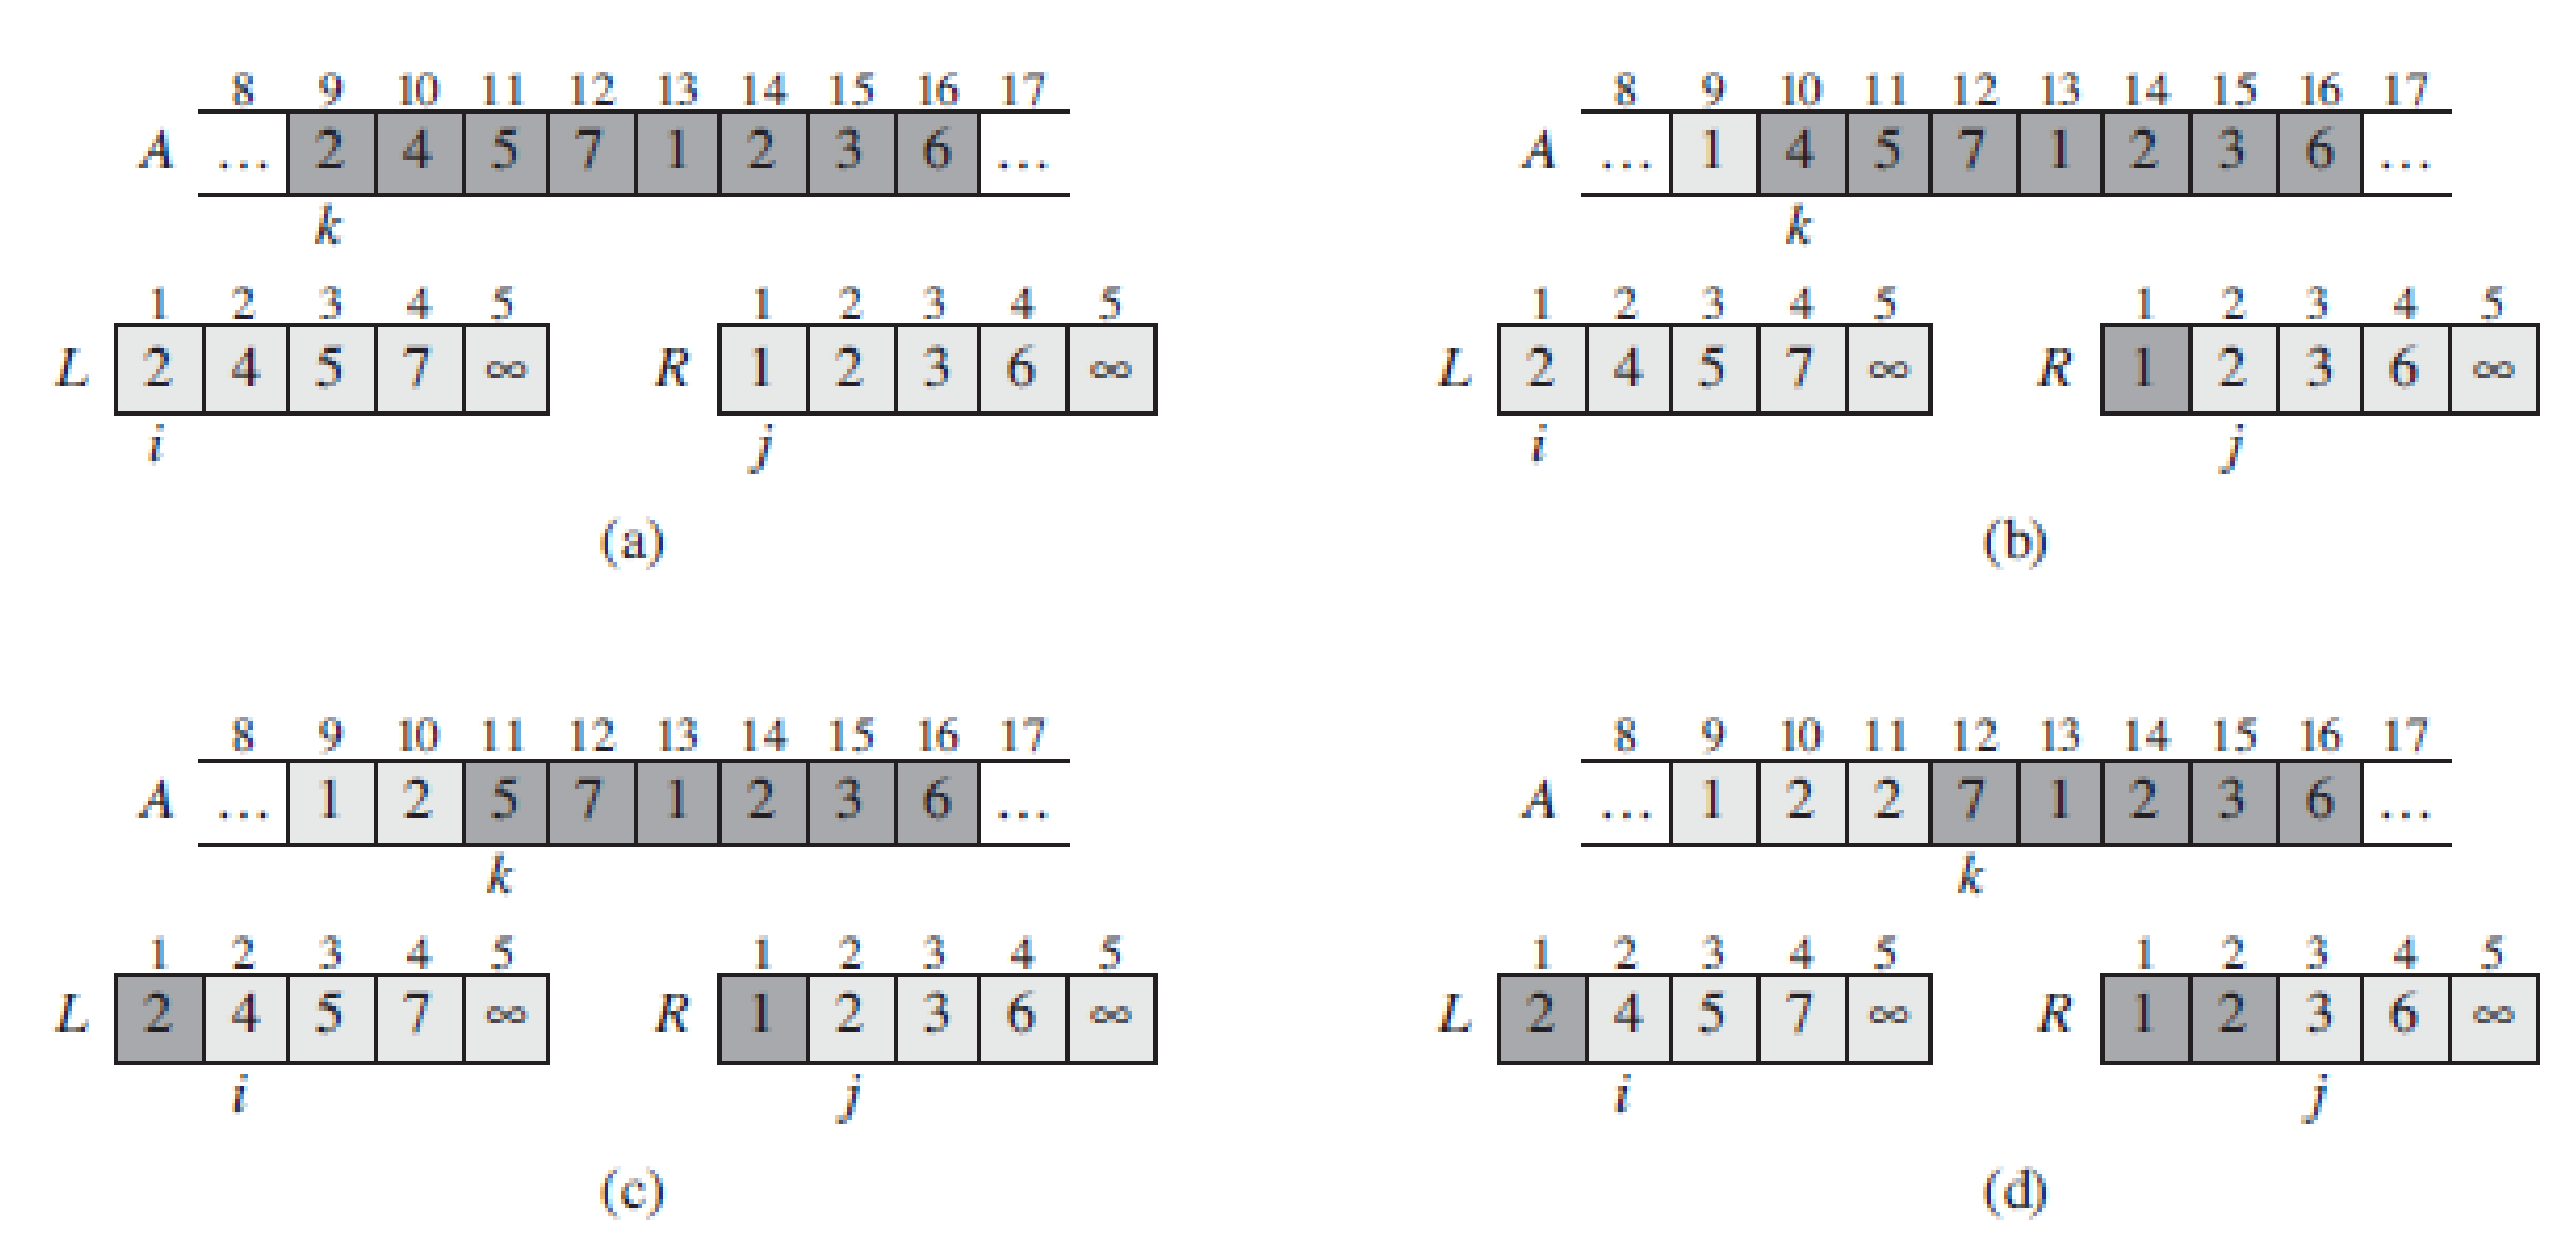 8 9 10 11 12 13 14 15 16 17
A ... 2 4 5 7 1 2 3 6 ...
k
1 2 3 4 5
L 2 4 5 7 ∞
i
1 2 3 4 5
R 1 2 3 6 ∞
j
(a)
8 9 10 11 12 13 14 15 16 17
A ... 1 4 5 7 1 2 3 6 ...
k
1 2 3 4 5
L 2 4 5 7 ∞
i
1 2 3 4 5
R 1 2 3 6 ∞
j
(b)
8 9 10 11 12 13 14 15 16 17
A ... 1 2 5 7 1 2 3 6 ...
k
1 2 3 4 5
L 2 4 5 7 ∞
i
1 2 3 4 5
R 1 2 3 6 ∞
j
(c)
8 9 10 11 12 13 14 15 16 17
A ... 1 2 2 7 1 2 3 6 ...
k
1 2 3 4 5
L 2 4 5 7 ∞
i
1 2 3 4 5
R 1 2 3 6 ∞
j
(d)